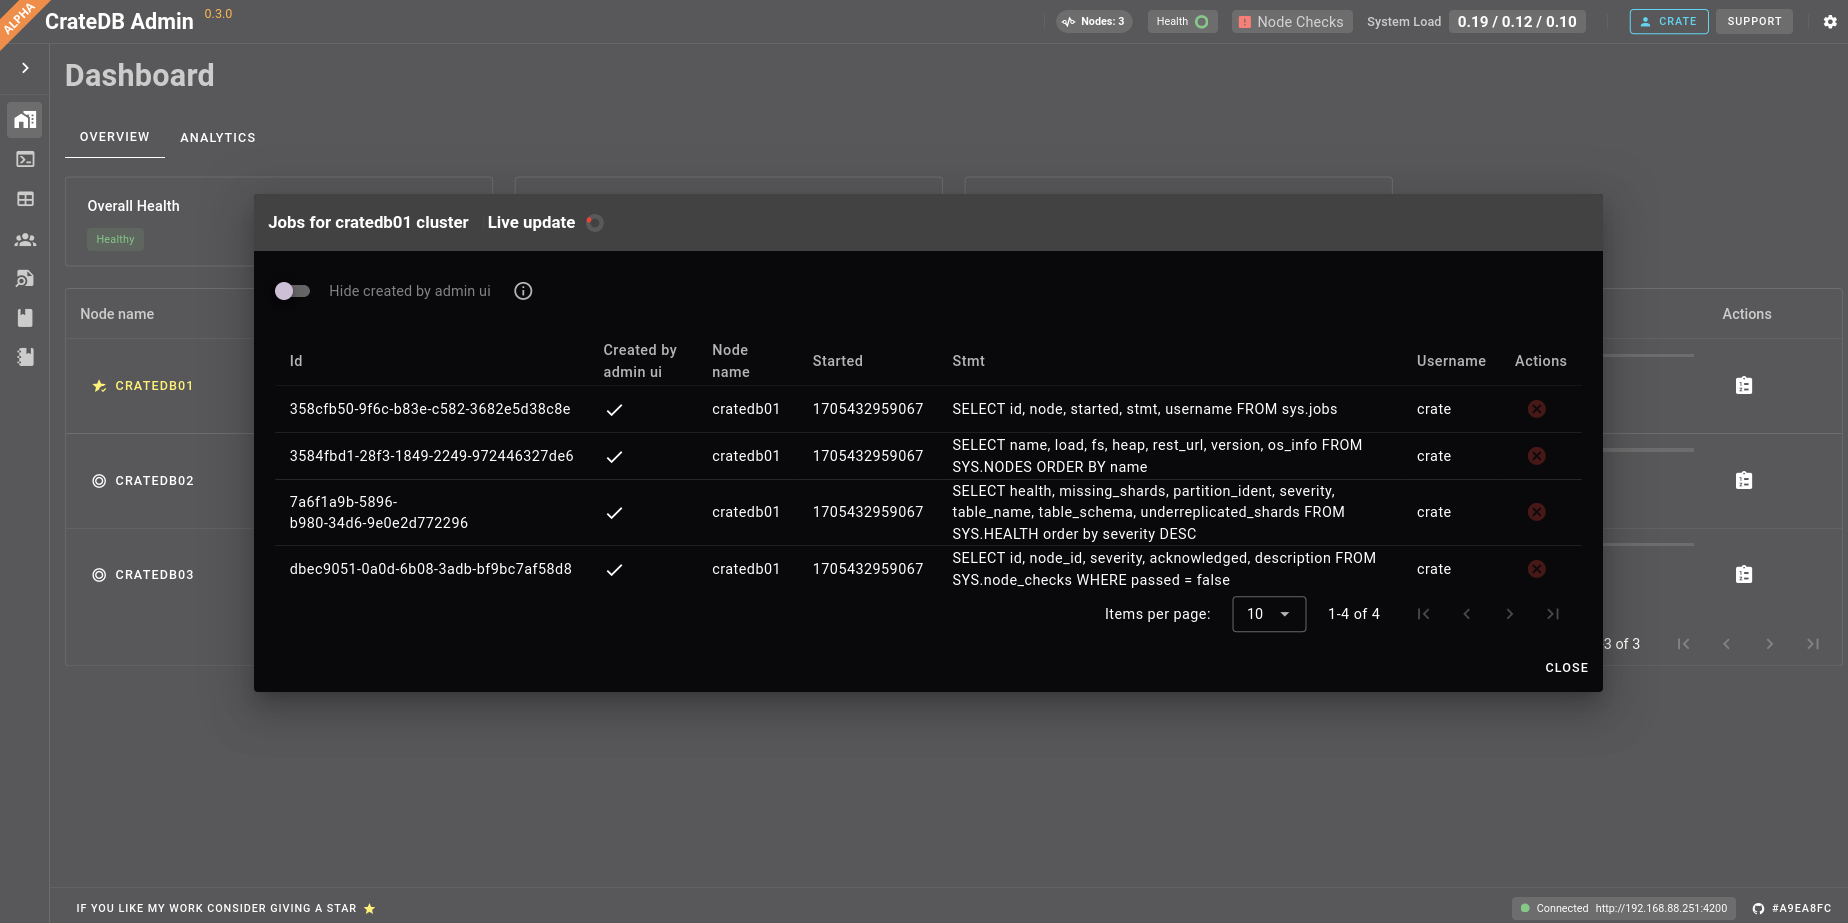 ALPHA
CrateDB Admin 0.3.0
Nodes: 3 Health Node Checks System Load 0.19 / 0.12 / 0.10 CRATE SUPPORT
Dashboard
OVERVIEW ANALYTICS
Overall Health
Healthy
Jobs for cratedb01 cluster Live update
Hide created by admin ui
Node name Actions
CRATEDB01
CRATEDB02
CRATEDB03
Id Created by admin ui Node name Started Stmt Username Actions
358cfb50-9f6c-b83e-c582-3682e5d38c8e cratedb01 1705432959067 SELECT id, node, started, stmt, username FROM sys.jobs crate
3584fbd1-28f3-1849-2249-972446327de6 cratedb01 1705432959067 SELECT name, load, fs, heap, rest_url, version, os_info FROM
SYS.NODES ORDER BY name crate
7a6f1a9b-5896-
b980-34d6-9e0e2d772296 cratedb01 1705432959067 SELECT health, missing_shards, partition_ident, severity,
table_name, table_schema, underreplicated_shards FROM
SYS.HEALTH order by severity DESC crate
dbec9051-0a0d-6b08-3adb-bf9bc7af58d8 cratedb01 1705432959067 SELECT id, node_id, severity, acknowledged, description FROM
SYS.node_checks WHERE passed = false crate
Items per page: 10 1-4 of 4
3 of 3
CLOSE
IF YOU LIKE MY WORK CONSIDER GIVING A STAR
Connected http://192.168.88.251:4200 #A9EA8FC